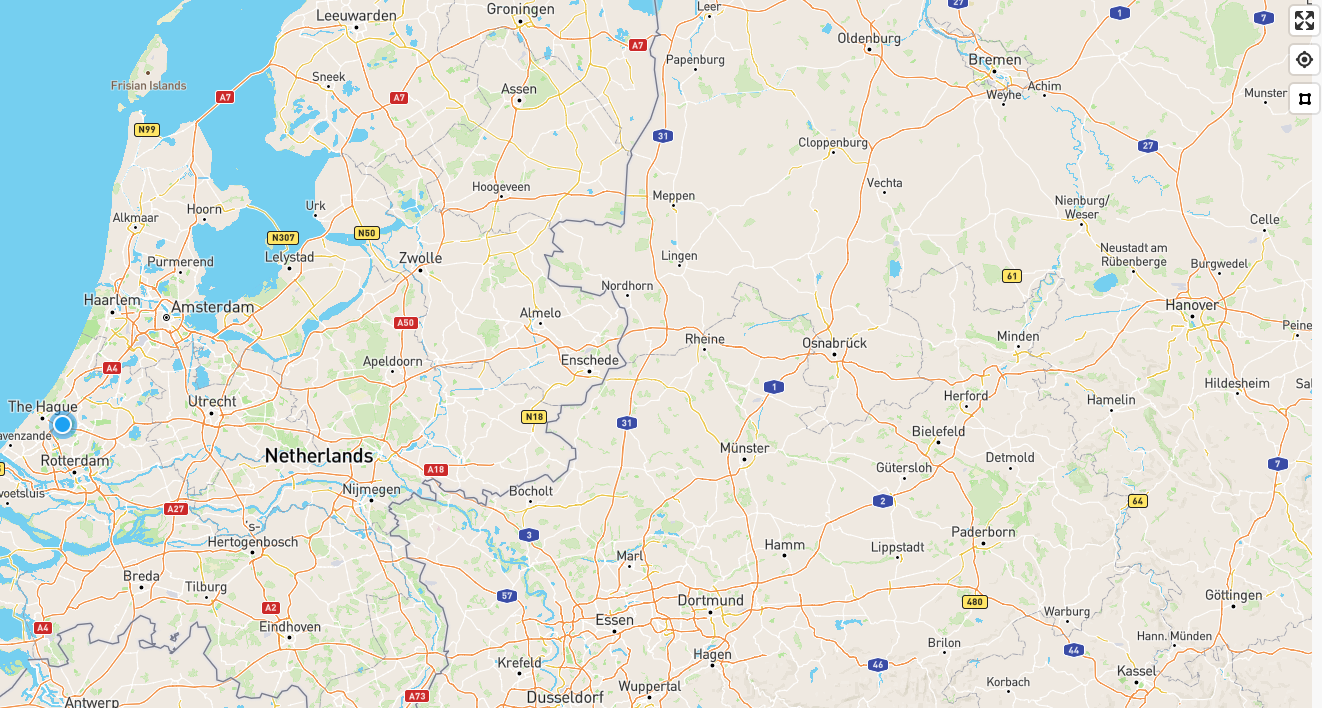 Leeuwarden
Groningen
Leer
27
1
7
Oldenburg
A7
Papenburg
Bremen
Sneek
Frisian Islands
Assen
Achim
Weyhe
Munster
A7
A7
N99
31
27
Cloppenburg
Hoogeveen
Vechta
Meppen
Urk
Hoorn
Alkmaar
Nienburg/
Weser
Celle
N307
N50
Lelystad
Zwolle
Lingen
Neustadt am
Rübenberge
Burgwedel
Purmerend
61
Nordhorn
Haarlem
Amsterdam
Almelo
A50
Hanover
Peine
Rheine
Osnabrück
Minden
Apeldoorn
Enschede
A4
1
Hildesheim
Sal
Utrecht
The Hague
Herford
Hamelin
N18
31
avenzande
Bielefeld
Münster
Netherlands
Rotterdam
A18
Gütersloh
Detmold
7
Nijmegen
Bocholt
voetsluis
2
64
A27
's-
Hertogenbosch
3
Paderborn
Hamm
Lippstadt
Marl
Breda
Tilburg
57
Dortmund
480
Göttingen
A2
Warburg
A4
Eindhoven
Essen
Hann. Münden
Brilon
44
Hagen
46
Krefeld
Kassel
Wuppertal
Korbach
A73
Dusseldorf
Antwerp